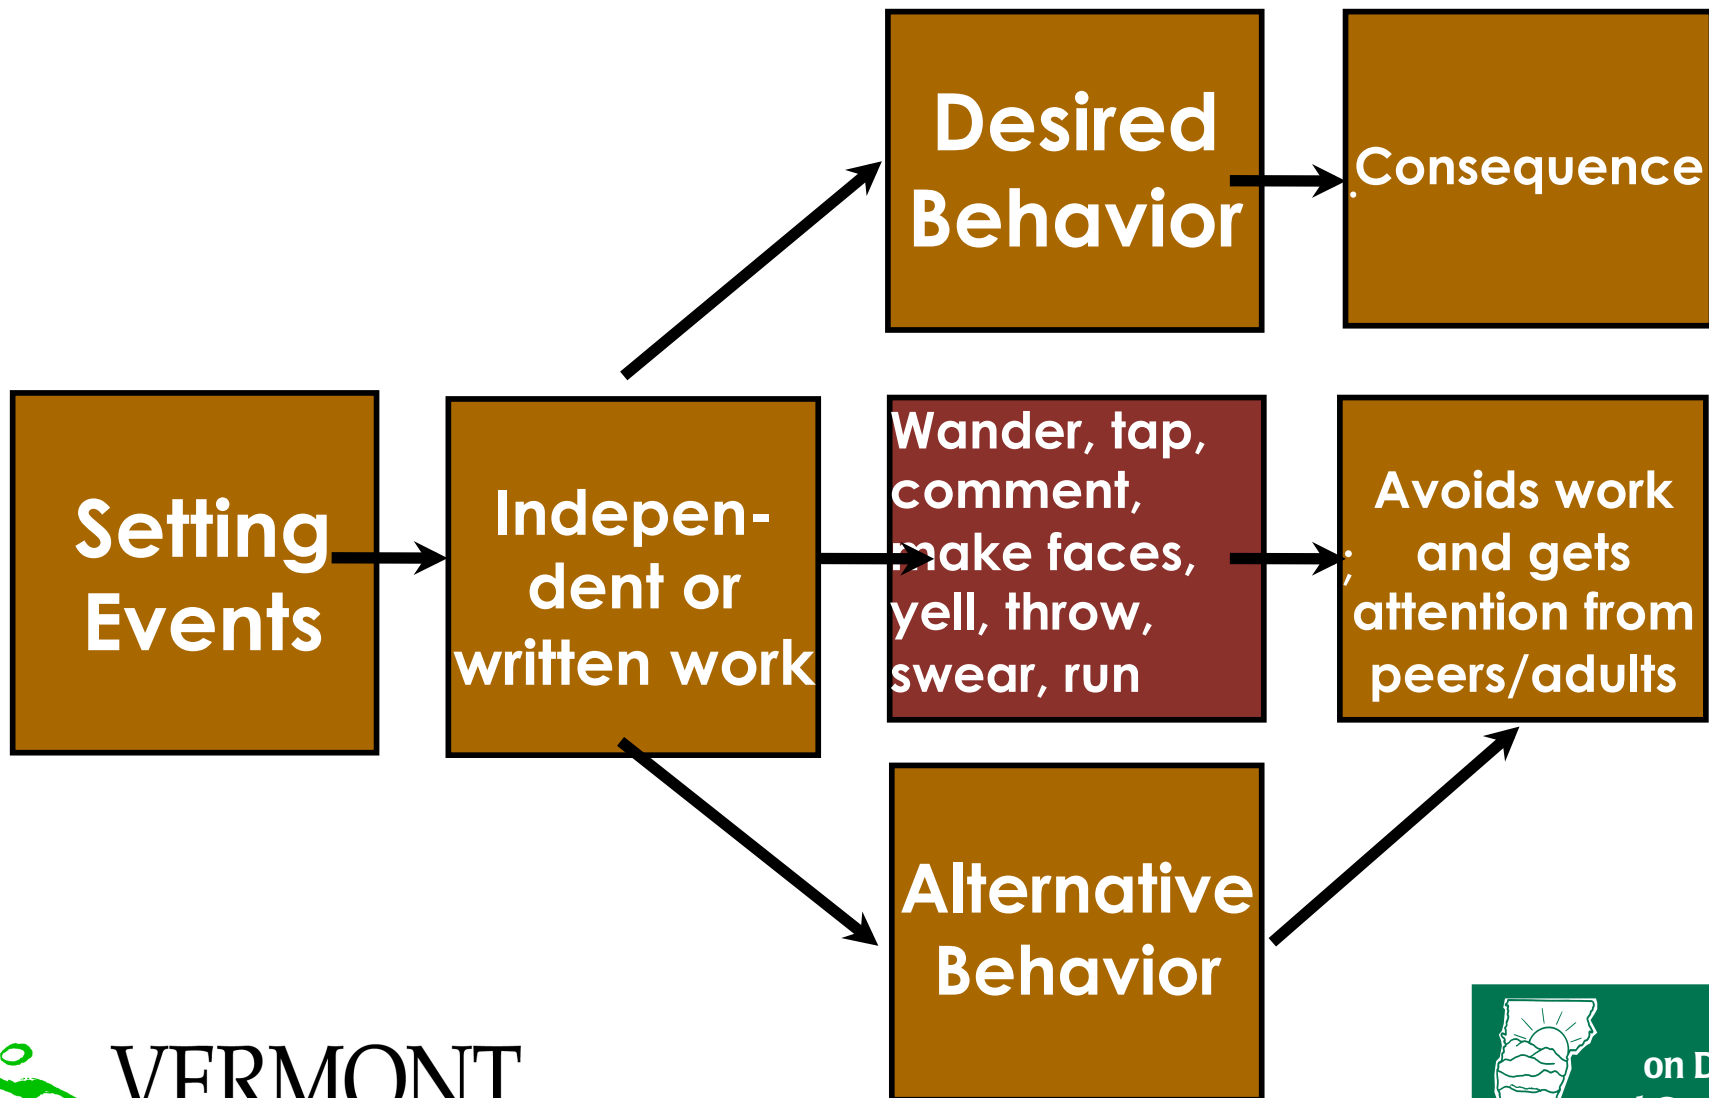 Desired
Behavior
.Consequence
Setting
Events
Indepen-
dent or
written work
Wander, tap,
comment,
make faces,
yell, throw,
swear, run
;
Avoids work
and gets
attention from
peers/adults
Alternative
Behavior
VERMONT
on D